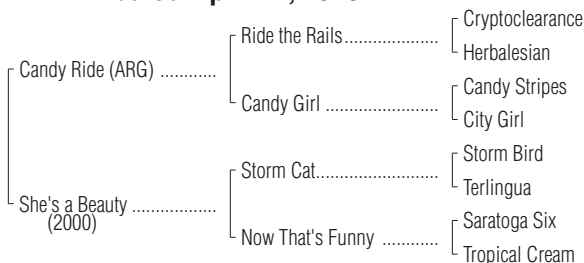 Cryptoclearance
Ride the Rails....................
Herbalesian
Candy Ride (ARG) ............
Candy Stripes
Candy Girl ........................
City Girl
Storm Bird
Storm Cat.........................
Terlingua
She's a Beauty ..................
(2000)
Saratoga Six
Now That's Funny ............
Tropical Cream